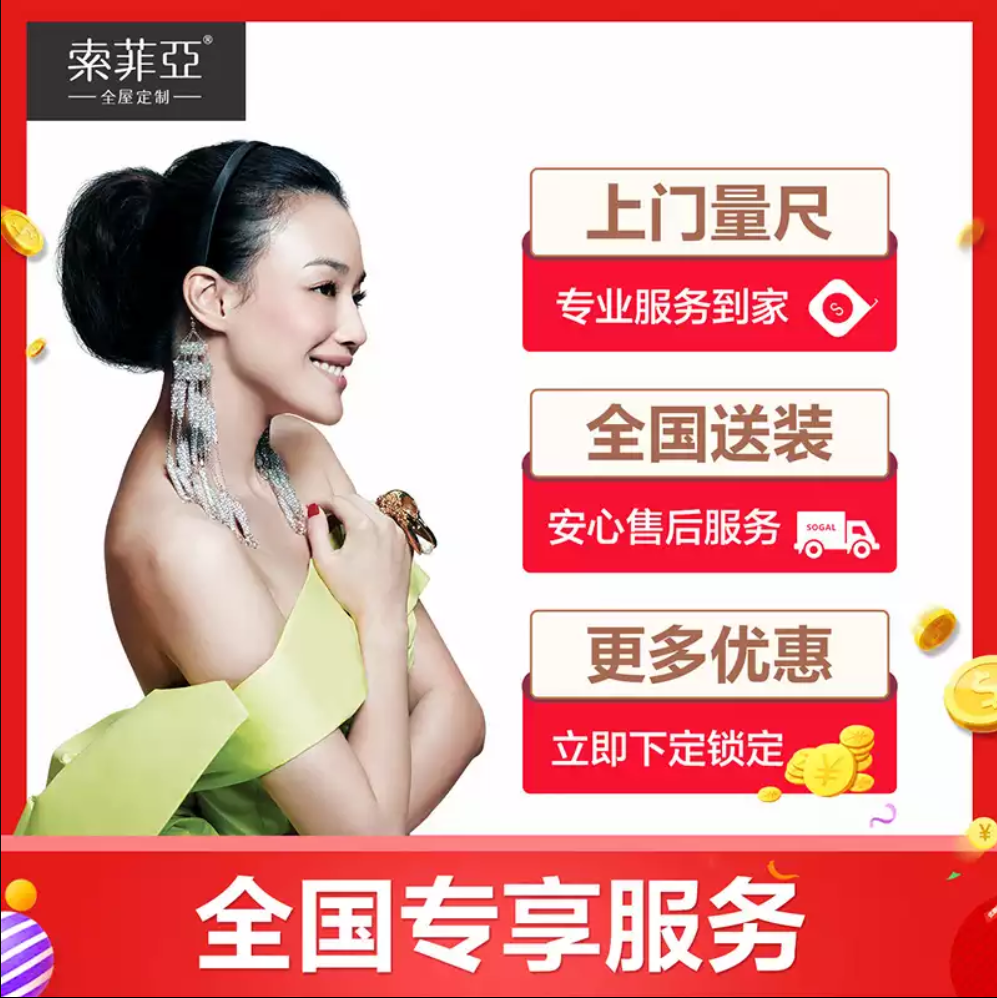 索菲亞®
全屋定制
上门量尺
专业服务到家
S
全国送装
安心售后服务
SOGAL
更多优惠
立即下定锁定
¥
¥
全国专享服务